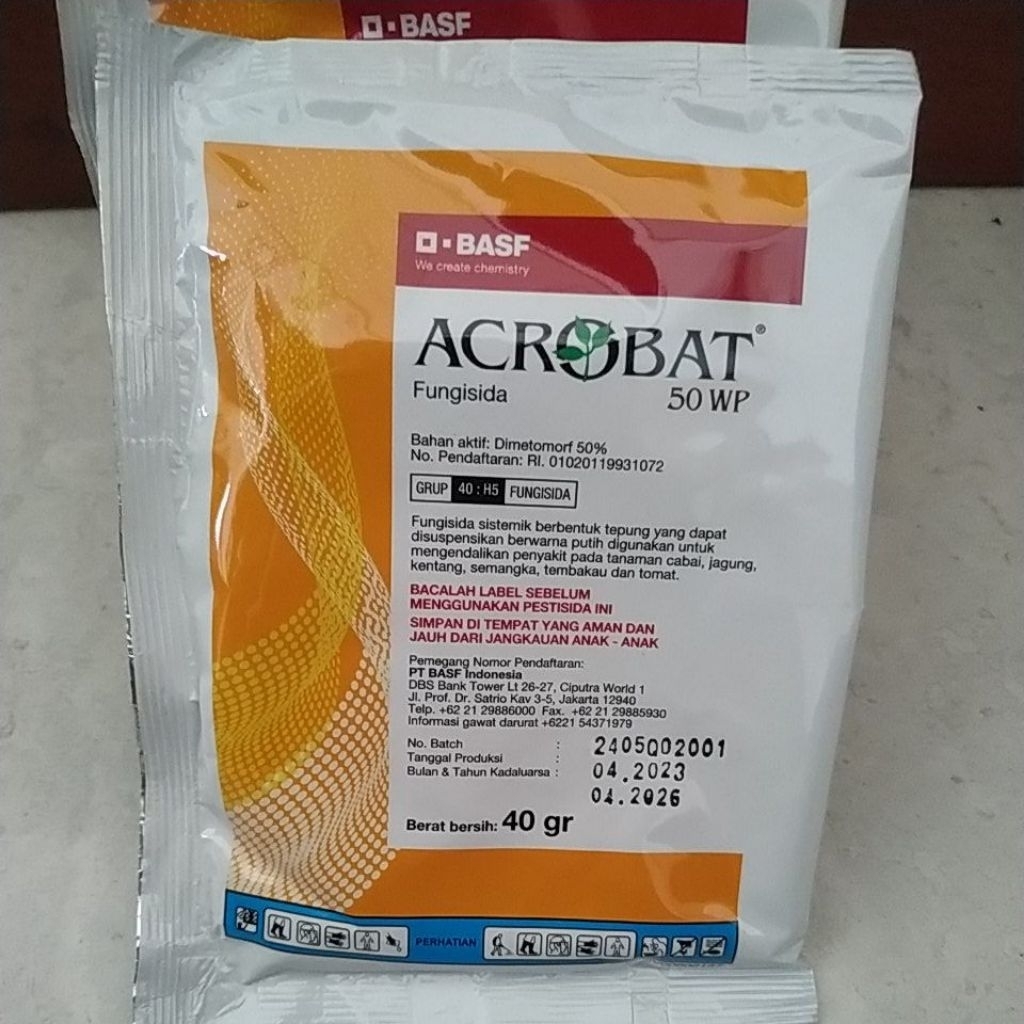 BASF
BASF
We create chemistry
ACROBAT®
Fungisida
50 WP
Bahan aktif: Dimetomorf 50%
No. Pendaftaran: RI. 01020119931072
GRUP 40 : H5 FUNGISIDA
Fungisida sistemik berbentuk tepung yang dapat
disuspensikan berwarna putih digunakan untuk
mengendalikan penyakit pada tanaman cabai, jagung,
kentang, semangka, tembakau dan tomat.
BACALAH LABEL SEBELUM
MENGGUNAKAN PESTISIDA INI
SIMPAN DI TEMPAT YANG AMAN DAN
JAUH DARI JANGKAUAN ANAK - ANAK
Pemegang Nomor Pendaftaran:
PT BASF Indonesia
DBS Bank Tower Lt 26-27, Ciputra World 1
Jl. Prof. Dr. Satrio Kav 3-5, Jakarta 12940
Telp. +62 21 29886000 Fax. +62 21 29885930
Informasi gawat darurat +6221 54371979
No. Batch : 2405Q02001
Tanggal Produksi : 04.2023
Bulan & Tahun Kadaluarsa : 04.2026
Berat bersih: 40 gr
PERHATIAN